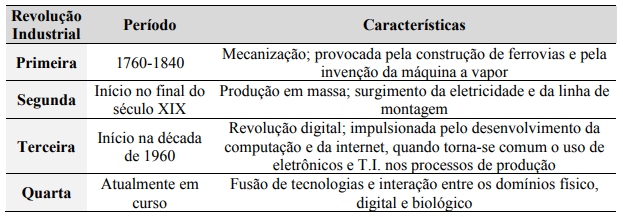 Revolução Industrial Período Características
Primeira 1760-1840 Mecanização; provocada pela construção de ferrovias e pela
invenção da máquina a vapor
Segunda Início no final do
século XIX Produção em massa; surgimento da eletricidade e da linha de
montagem
Terceira Início na década
de 1960 Revolução digital; impulsionada pelo desenvolvimento da
computação e da internet, quando torna-se comum o uso de
eletrônicos e T.I. nos processos de produção
Quarta Atualmente em
curso Fusão de tecnologias e interação entre os domínios físico,
digital e biológico